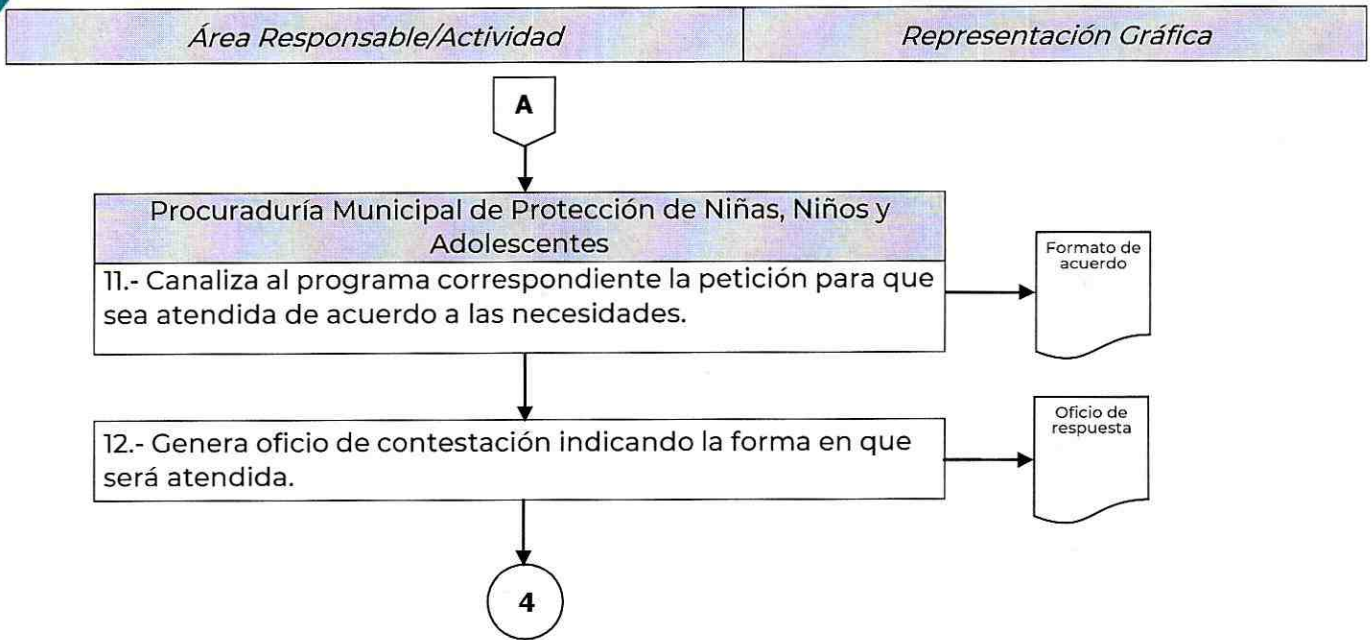 Área Responsable/Actividad
Representación Gráfica
A
Procuraduría Municipal de Protección de Niñas, Niños y
Adolescentes
11.- Canaliza al programa correspondiente la petición para que
sea atendida de acuerdo a las necesidades.
Formato de
acuerdo
12.- Genera oficio de contestación indicando la forma en que
será atendida.
Oficio de
respuesta
4